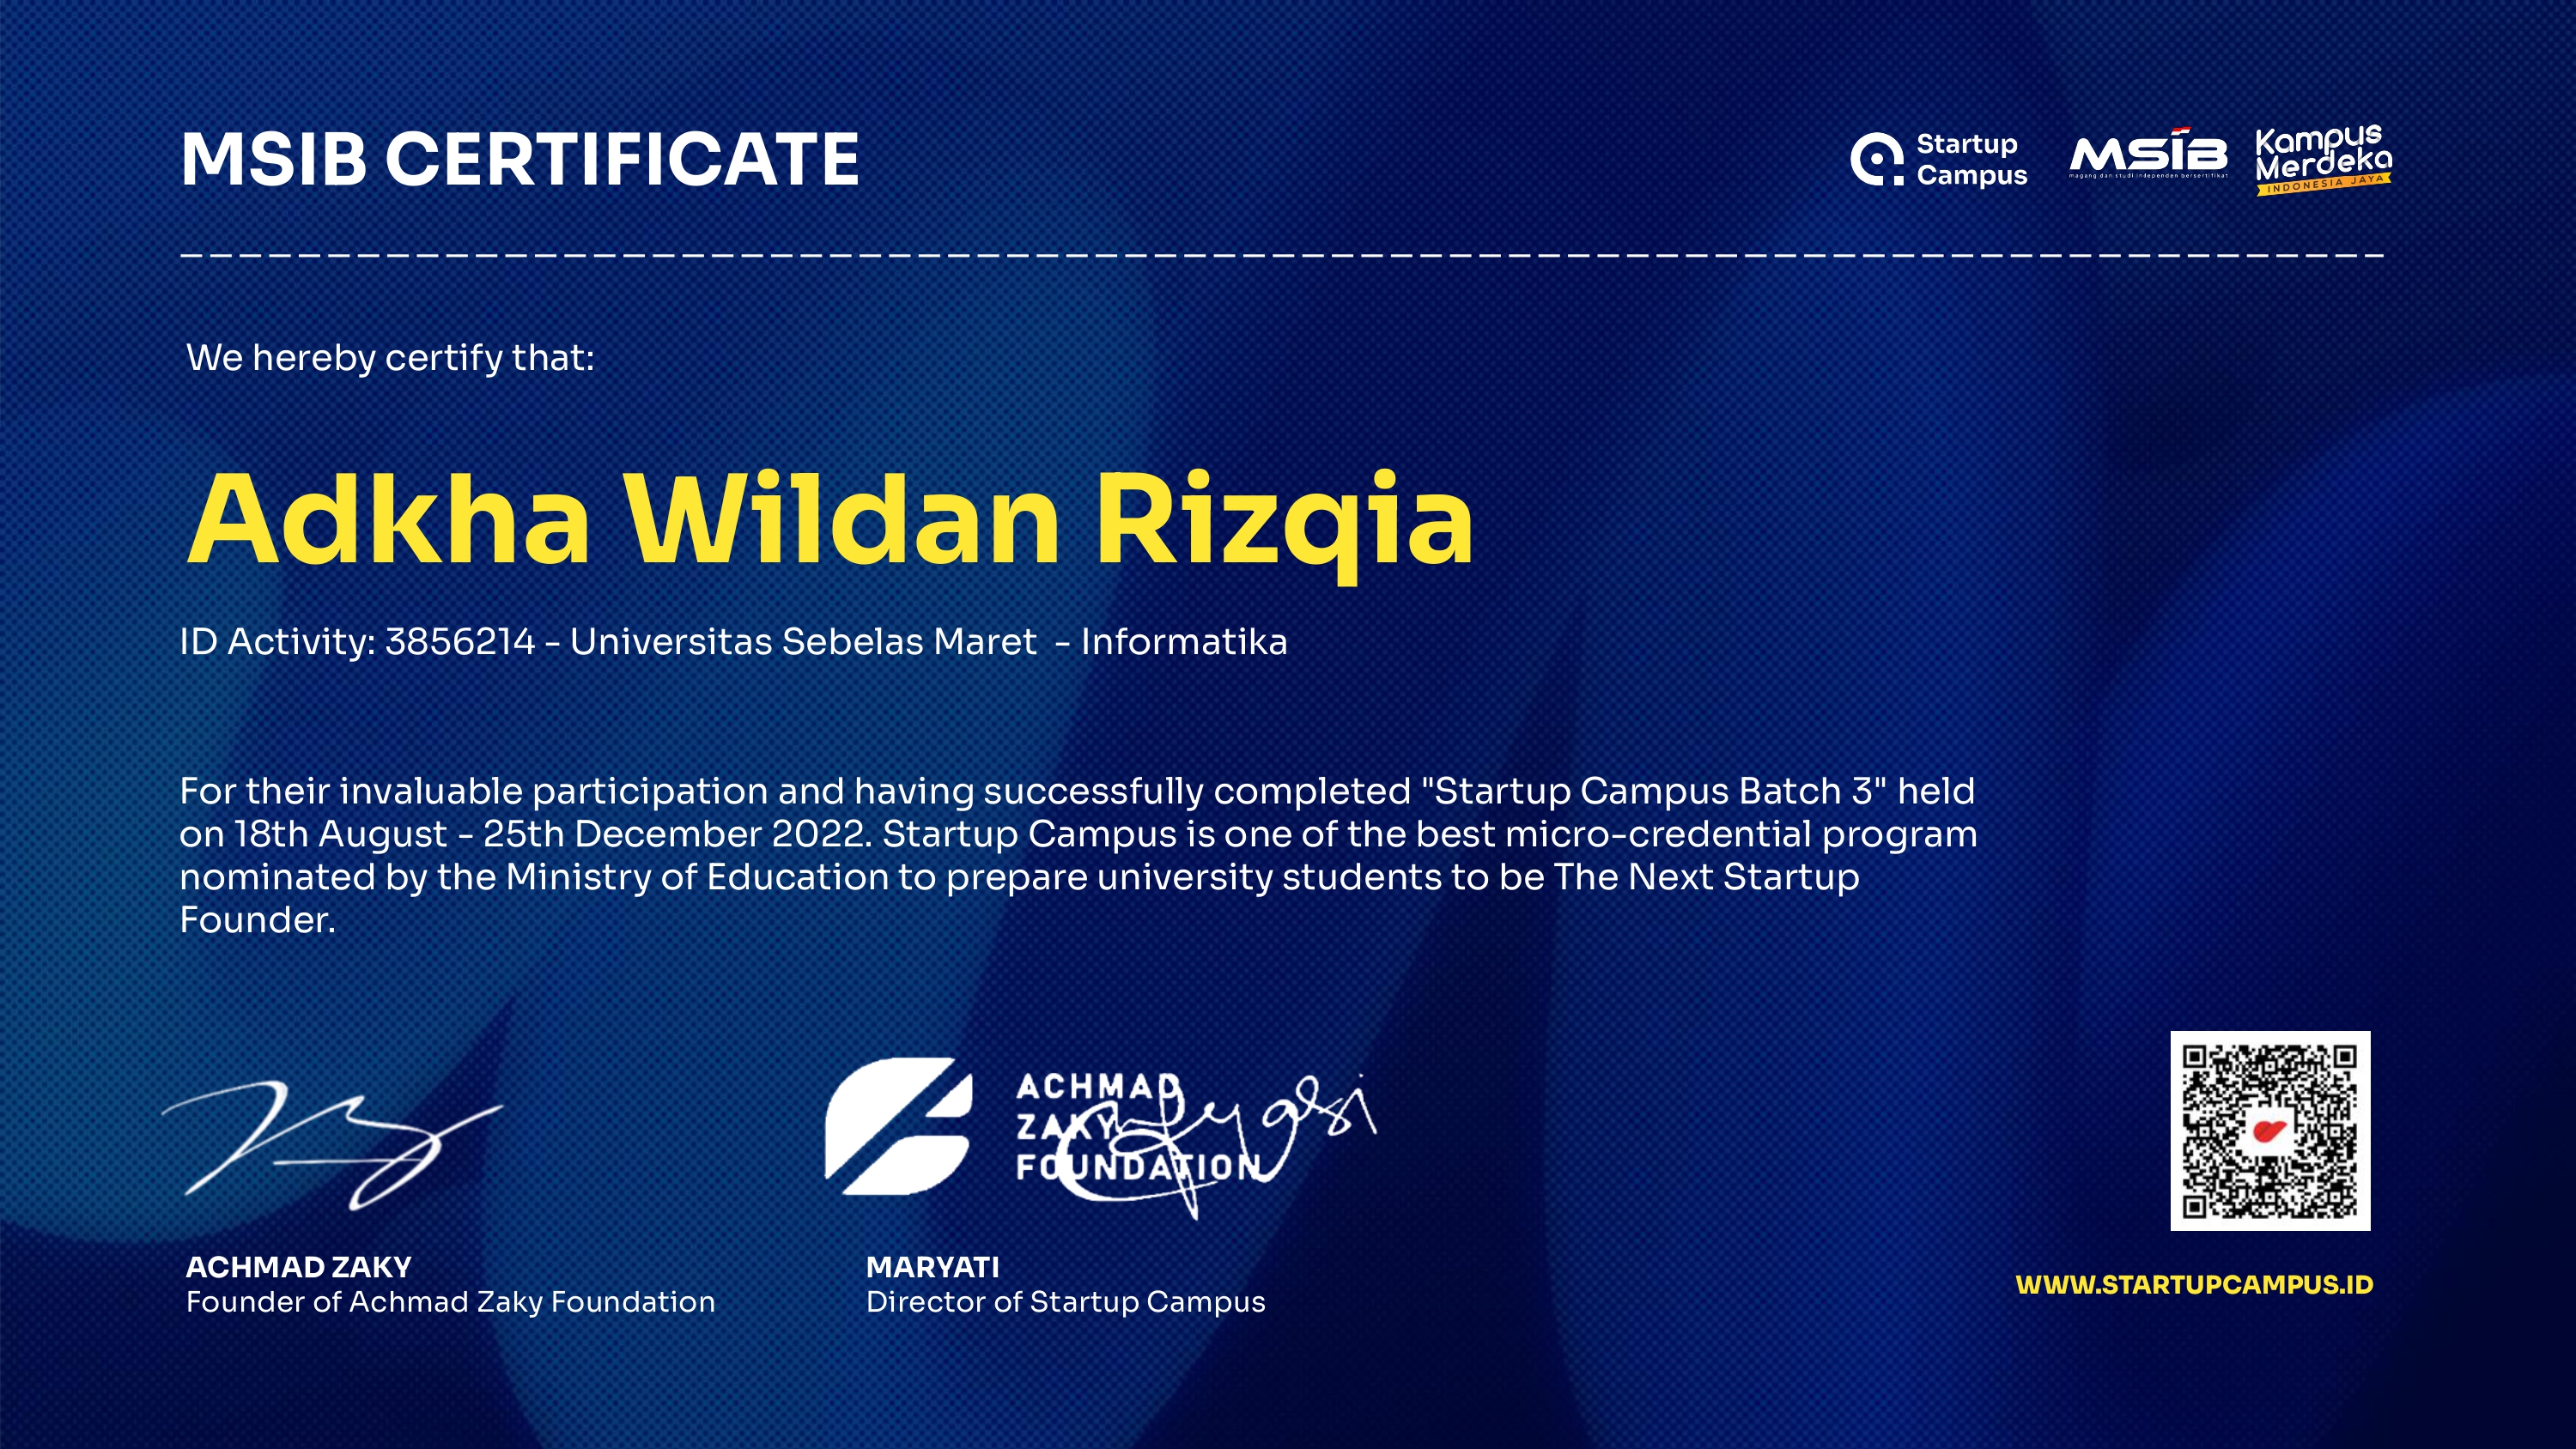 MSIB CERTIFICATE
Startup
Campus
MSIB
magang dan studi independen bersertifikat
Kampus
Merdeka
INDONESIA JAYA
We hereby certify that:
Adkha Wildan Rizqia
ID Activity: 3856214 - Universitas Sebelas Maret - Informatika
For their invaluable participation and having successfully completed "Startup Campus Batch 3" held
on 18th August - 25th December 2022. Startup Campus is one of the best micro-credential program
nominated by the Ministry of Education to prepare university students to be The Next Startup
Founder.
ACHMAD
ZAKY
FOUNDATION
ACHMAD ZAKY
Founder of Achmad Zaky Foundation
MARYATI
Director of Startup Campus
WWW.STARTUPCAMPUS.ID